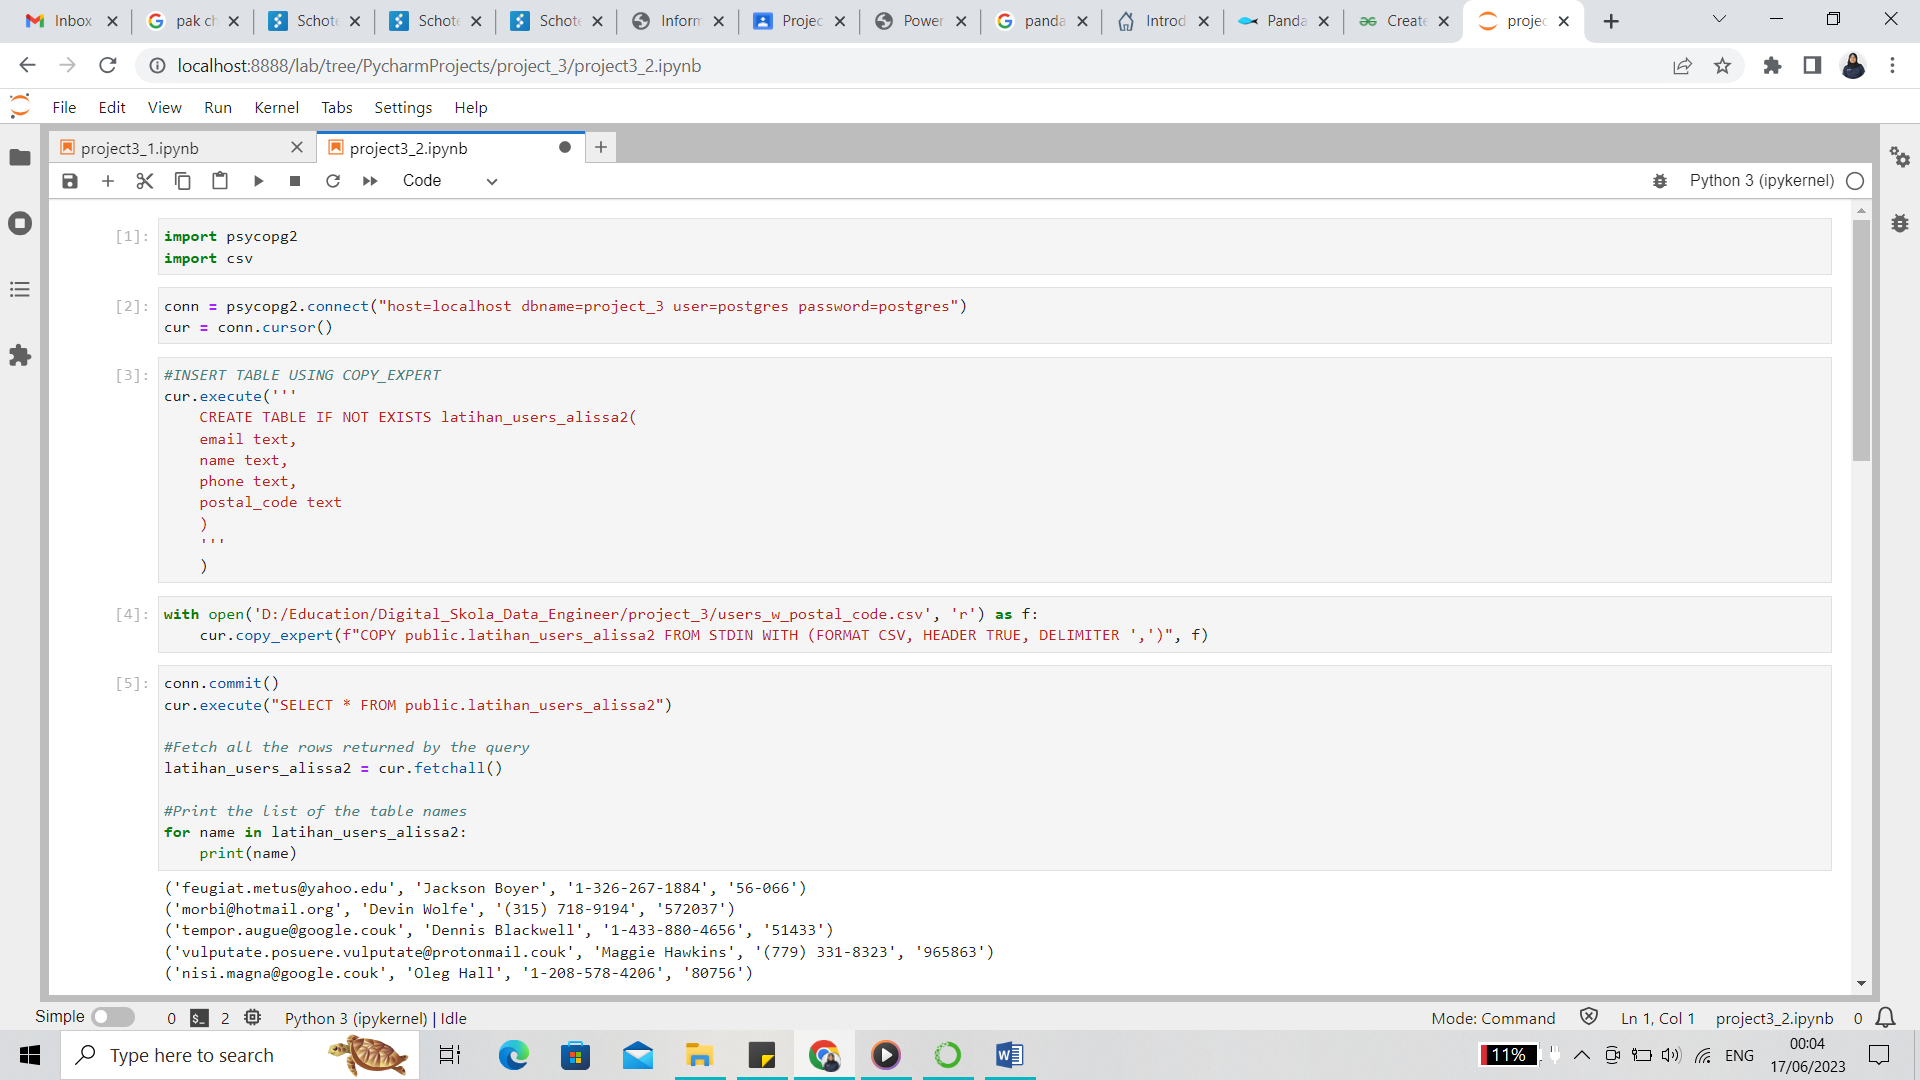 Inbox
pak ch
Schote
Schote
Schote
Inform
Projec
Power
panda
Introd
Panda
Create
projec
localhost:8888/lab/tree/PycharmProjects/project_3/project3_2.ipynb
File Edit View Run Kernel Tabs Settings Help
project3_1.ipynb
project3_2.ipynb
Code
Python 3 (ipykernel)
[1]: import psycopg2
import csv
[2]: conn = psycopg2.connect("host=localhost dbname=project_3 user=postgres password=postgres")
cur = conn.cursor()
[3]: #INSERT TABLE USING COPY_EXPERT
cur.execute('''
CREATE TABLE IF NOT EXISTS latihan_users_alissa2(
email text,
name text,
phone text,
postal_code text
)
'''
)
[4]: with open('D:/Education/Digital_Skola_Data_Engineer/project_3/users_w_postal_code.csv', 'r') as f:
cur.copy_expert(f"COPY public.latihan_users_alissa2 FROM STDIN WITH (FORMAT CSV, HEADER TRUE, DELIMITER ',')", f)
[5]: conn.commit()
cur.execute("SELECT * FROM public.latihan_users_alissa2")
#Fetch all the rows returned by the query
latihan_users_alissa2 = cur.fetchall()
#Print the list of the table names
for name in latihan_users_alissa2:
print(name)
('feugiat.metus@yahoo.edu', 'Jackson Boyer', '1-326-267-1884', '56-066')
('morbi@hotmail.org', 'Devin Wolfe', '(315) 718-9194', '572037')
('tempor.augue@google.couk', 'Dennis Blackwell', '1-433-880-4656', '51433')
('vulputate.posuere.vulputate@protonmail.couk', 'Maggie Hawkins', '(779) 331-8323', '965863')
('nisi.magna@google.couk', 'Oleg Hall', '1-208-578-4206', '80756')
Simple 0 $_ 2 Python 3 (ipykernel) | Idle
Mode: Command Ln 1, Col 1 project3_2.ipynb 0
Type here to search
11%
ENG
00:04
17/06/2023